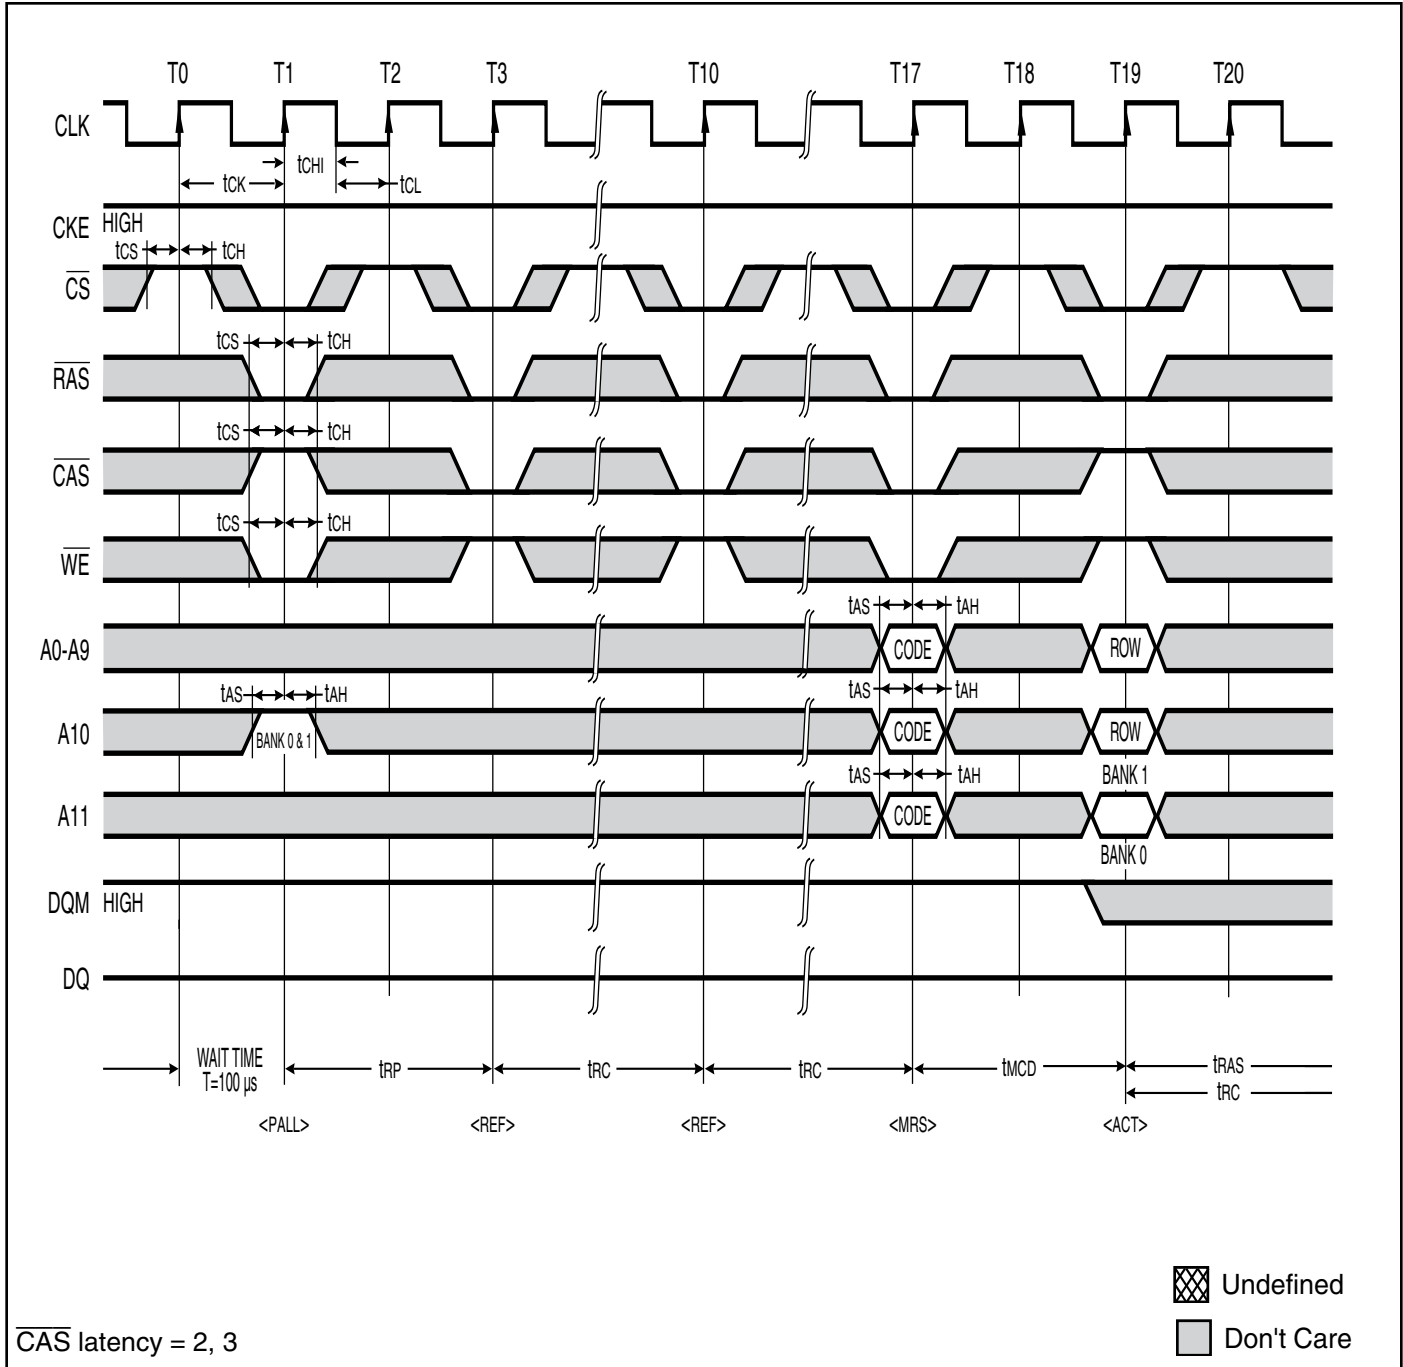 T0 T1 T2 T3 T10 T17 T18 T19 T20
CLK
tCHI
tCK tCL
CKE HIGH
tCS tCH
CS
tCS tCH
RAS
tCS tCH
CAS
tCS tCH
WE
tAS tAH
A0-A9 CODE ROW
tAS tAH tAS tAH
A10 BANK 0 & 1 CODE ROW
tAS tAH BANK 1
A11 CODE
BANK 0
DQM HIGH
DQ
WAIT TIME
T=100 µs
tRP tRC tRC tMCD tRAS
tRC
<PALL> <REF> <REF> <MRS> <ACT>
Undefined
CAS latency = 2, 3
Don't Care